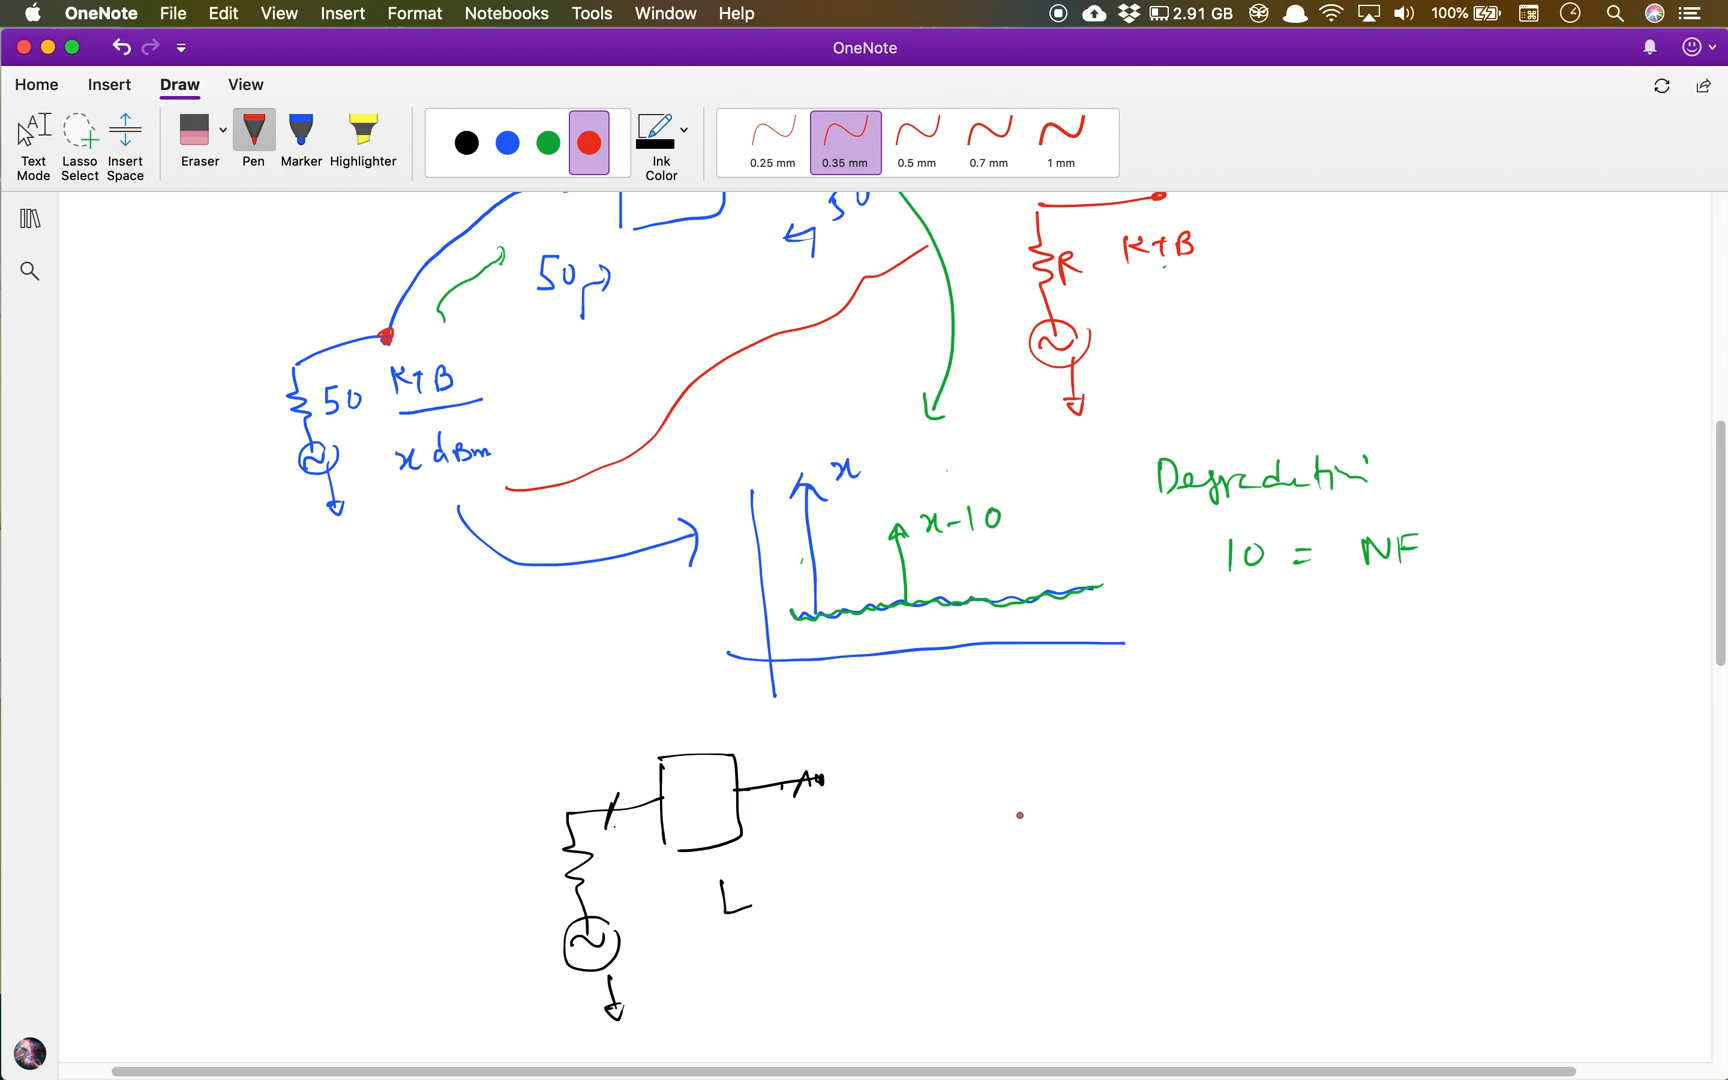 OneNote File Edit View Insert Format Notebooks Tools Window Help 2.91 GB 100%
OneNote
Home Insert Draw View
Text Mode
Lasso Select
Insert Space
Eraser
Pen
Marker
Highlighter
Ink Color
0.25 mm
0.35 mm
0.5 mm
0.7 mm
1 mm
50
50
KTB
R
KTB
50
x dBm
x
x-10
Degradation
10 = NF
L